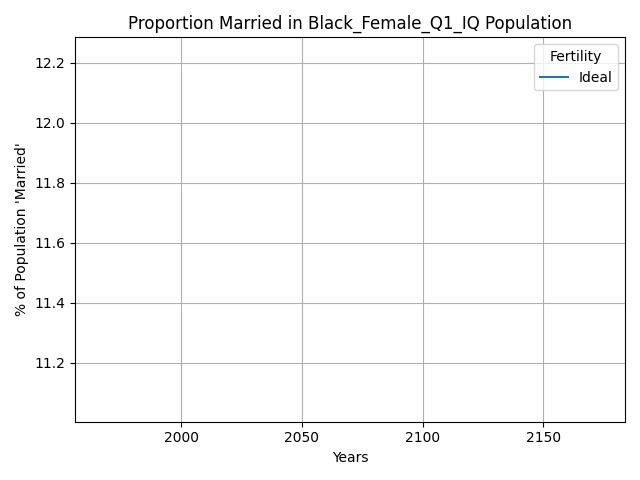 Proportion Married in Black_Female_Q1_IQ Population
Fertility
Ideal
% of Population 'Married'
12.2
12.0
11.8
11.6
11.4
11.2
2000 2050 2100 2150
Years